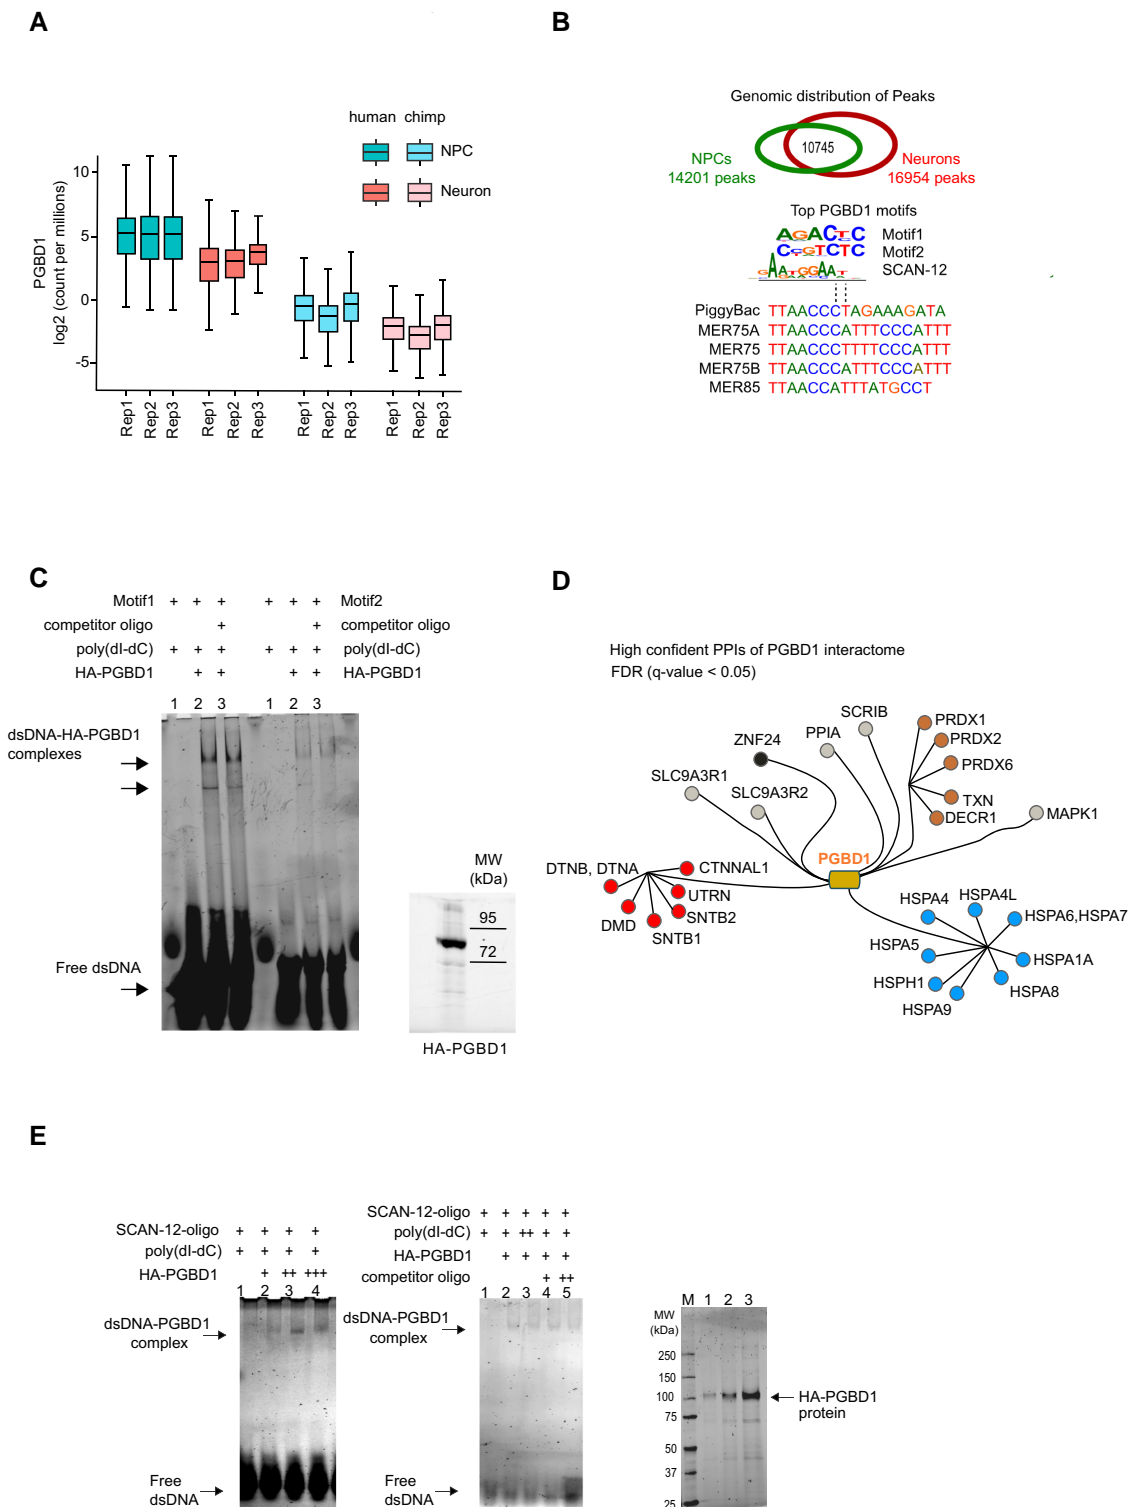 A
human chimp
NPC
Neuron
PGBD1
log2 (count per millions)
10
5
0
-5
Rep1
Rep2
Rep3
Rep1
Rep2
Rep3
Rep1
Rep2
Rep3
Rep1
Rep2
Rep3
B
Genomic distribution of Peaks
10745
NPCs
14201 peaks
Neurons
16954 peaks
Top PGBD1 motifs
AGACTC Motif1
CCGTCTC Motif2
GAATGGAAT SCAN-12
PiggyBac TTAACCCTAGAAAGATA
MER75A TTAACCCATTTCCCATTT
MER75 TTAACCCTTTTCCCATTT
MER75B TTAACCCATTTCCCATTT
MER85 TTAACCATTTATGCCT
C
Motif1 + + + + + + + Motif2
competitor oligo + + competitor oligo
poly(dI-dC) + + + + + + + poly(dI-dC)
HA-PGBD1 + + + + HA-PGBD1
1 2 3 1 2 3
dsDNA-HA-PGBD1
complexes
Free dsDNA
MW
(kDa)
95
72
HA-PGBD1
D
High confident PPIs of PGBD1 interactome
FDR (q-value < 0.05)
SCRIB
PRDX1
PPIA
ZNF24
PRDX2
PRDX6
SLC9A3R1
SLC9A3R2
TXN
DECR1
MAPK1
PGBD1
DTNB, DTNA
CTNNAL1
UTRN
SNTB2
DMD
SNTB1
HSPA4
HSPA4L
HSPA6,HSPA7
HSPA5
HSPA1A
HSPH1
HSPA8
HSPA9
E
SCAN-12-oligo + + + +
poly(dI-dC) + + + +
HA-PGBD1 + ++ +++
1 2 3 4
dsDNA-PGBD1
complex
Free
dsDNA
SCAN-12-oligo + + + + +
poly(dI-dC) + + ++ + +
HA-PGBD1 + + + +
competitor oligo + ++
1 2 3 4 5
dsDNA-PGBD1
complex
Free
dsDNA
M 1 2 3
MW
(kDa)
250
150
100
75
50
37
25
HA-PGBD1
protein